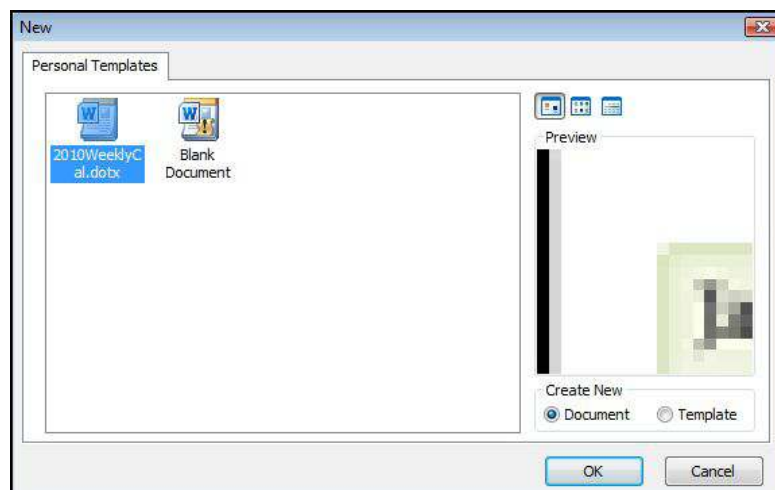 New
Personal Templates
2010WeeklyC
al.dotx
Blank
Document
Preview
Create New
Document
Template
OK
Cancel